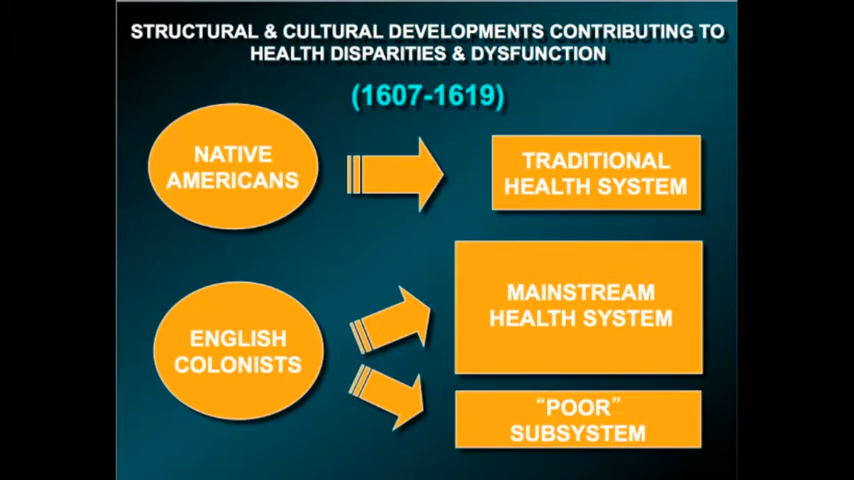 STRUCTURAL & CULTURAL DEVELOPMENTS CONTRIBUTING TO
HEALTH DISPARITIES & DYSFUNCTION
(1607-1619)
NATIVE
AMERICANS
TRADITIONAL
HEALTH SYSTEM
ENGLISH
COLONISTS
MAINSTREAM
HEALTH SYSTEM
“POOR”
SUBSYSTEM